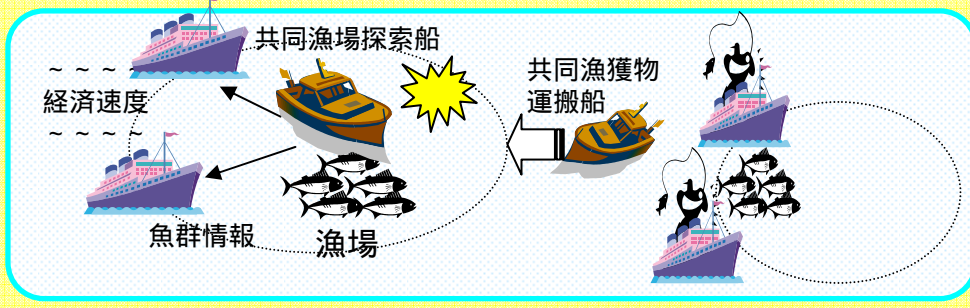 共同漁場探索船
~ ~ ~ ~
経済速度
~ ~ ~ ~
魚群情報
漁場
共同漁獲物
運搬船